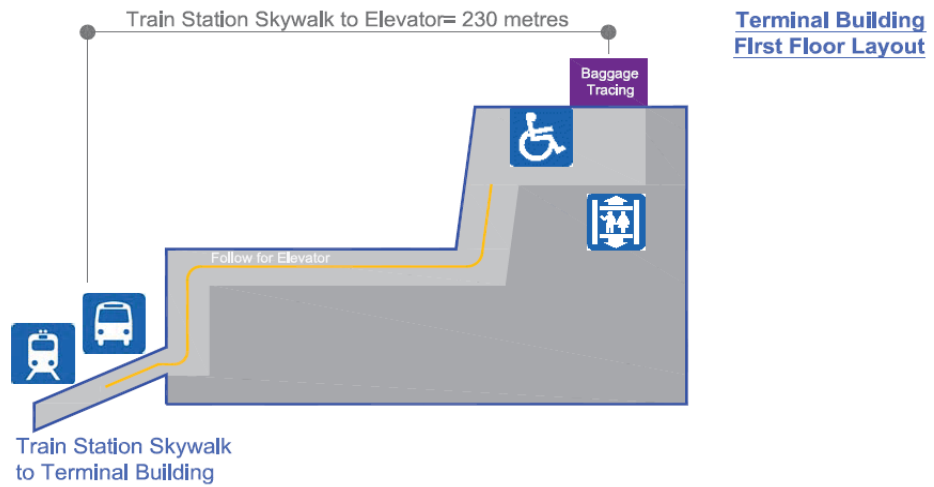 Train Station Skywalk to Elevator= 230 metres
Terminal Building
FIrst Floor Layout
Baggage
Tracing
Follow for Elevator
Train Station Skywalk
to Terminal Building